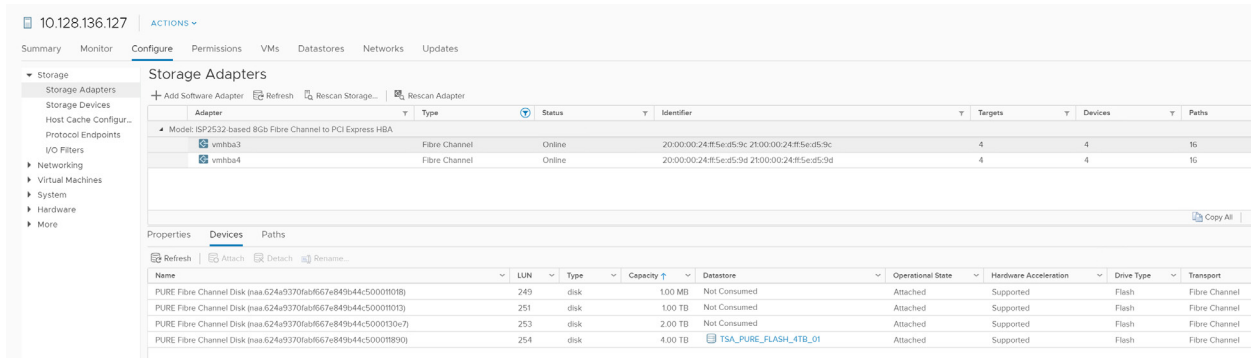 10.128.136.127 ACTIONS
Summary Monitor Configure Permissions VMs Datastores Networks Updates
Storage
Storage Adapters
Storage Devices
Host Cache Configur...
Protocol Endpoints
I/O Filters
Networking
Virtual Machines
System
Hardware
More
Storage Adapters
Add Software Adapter Refresh Rescan Storage... Rescan Adapter
Adapter Type Status Identifier Targets Devices Paths
Model: ISP2532-based 8Gb Fibre Channel to PCI Express HBA
vmhba3 Fibre Channel Online 20:00:00:24:ff:5e:d5:9c 21:00:00:24:ff:5e:d5:9c 4 4 16
vmhba4 Fibre Channel Online 20:00:00:24:ff:5e:d5:9d 21:00:00:24:ff:5e:d5:9d 4 4 16
Copy All
Properties Devices Paths
Refresh Attach Detach Rename...
Name LUN Type Capacity Datastore Operational State Hardware Acceleration Drive Type Transport
PURE Fibre Channel Disk (naa.624a9370fabf667e849b44c500011018) 249 disk 1.00 MB Not Consumed Attached Supported Flash Fibre Channel
PURE Fibre Channel Disk (naa.624a9370fabf667e849b44c500011013) 251 disk 1.00 TB Not Consumed Attached Supported Flash Fibre Channel
PURE Fibre Channel Disk (naa.624a9370fabf667e849b44c5000130e7) 253 disk 2.00 TB Not Consumed Attached Supported Flash Fibre Channel
PURE Fibre Channel Disk (naa.624a9370fabf667e849b44c500011890) 254 disk 4.00 TB TSA_PURE_FLASH_4TB_01 Attached Supported Flash Fibre Channel